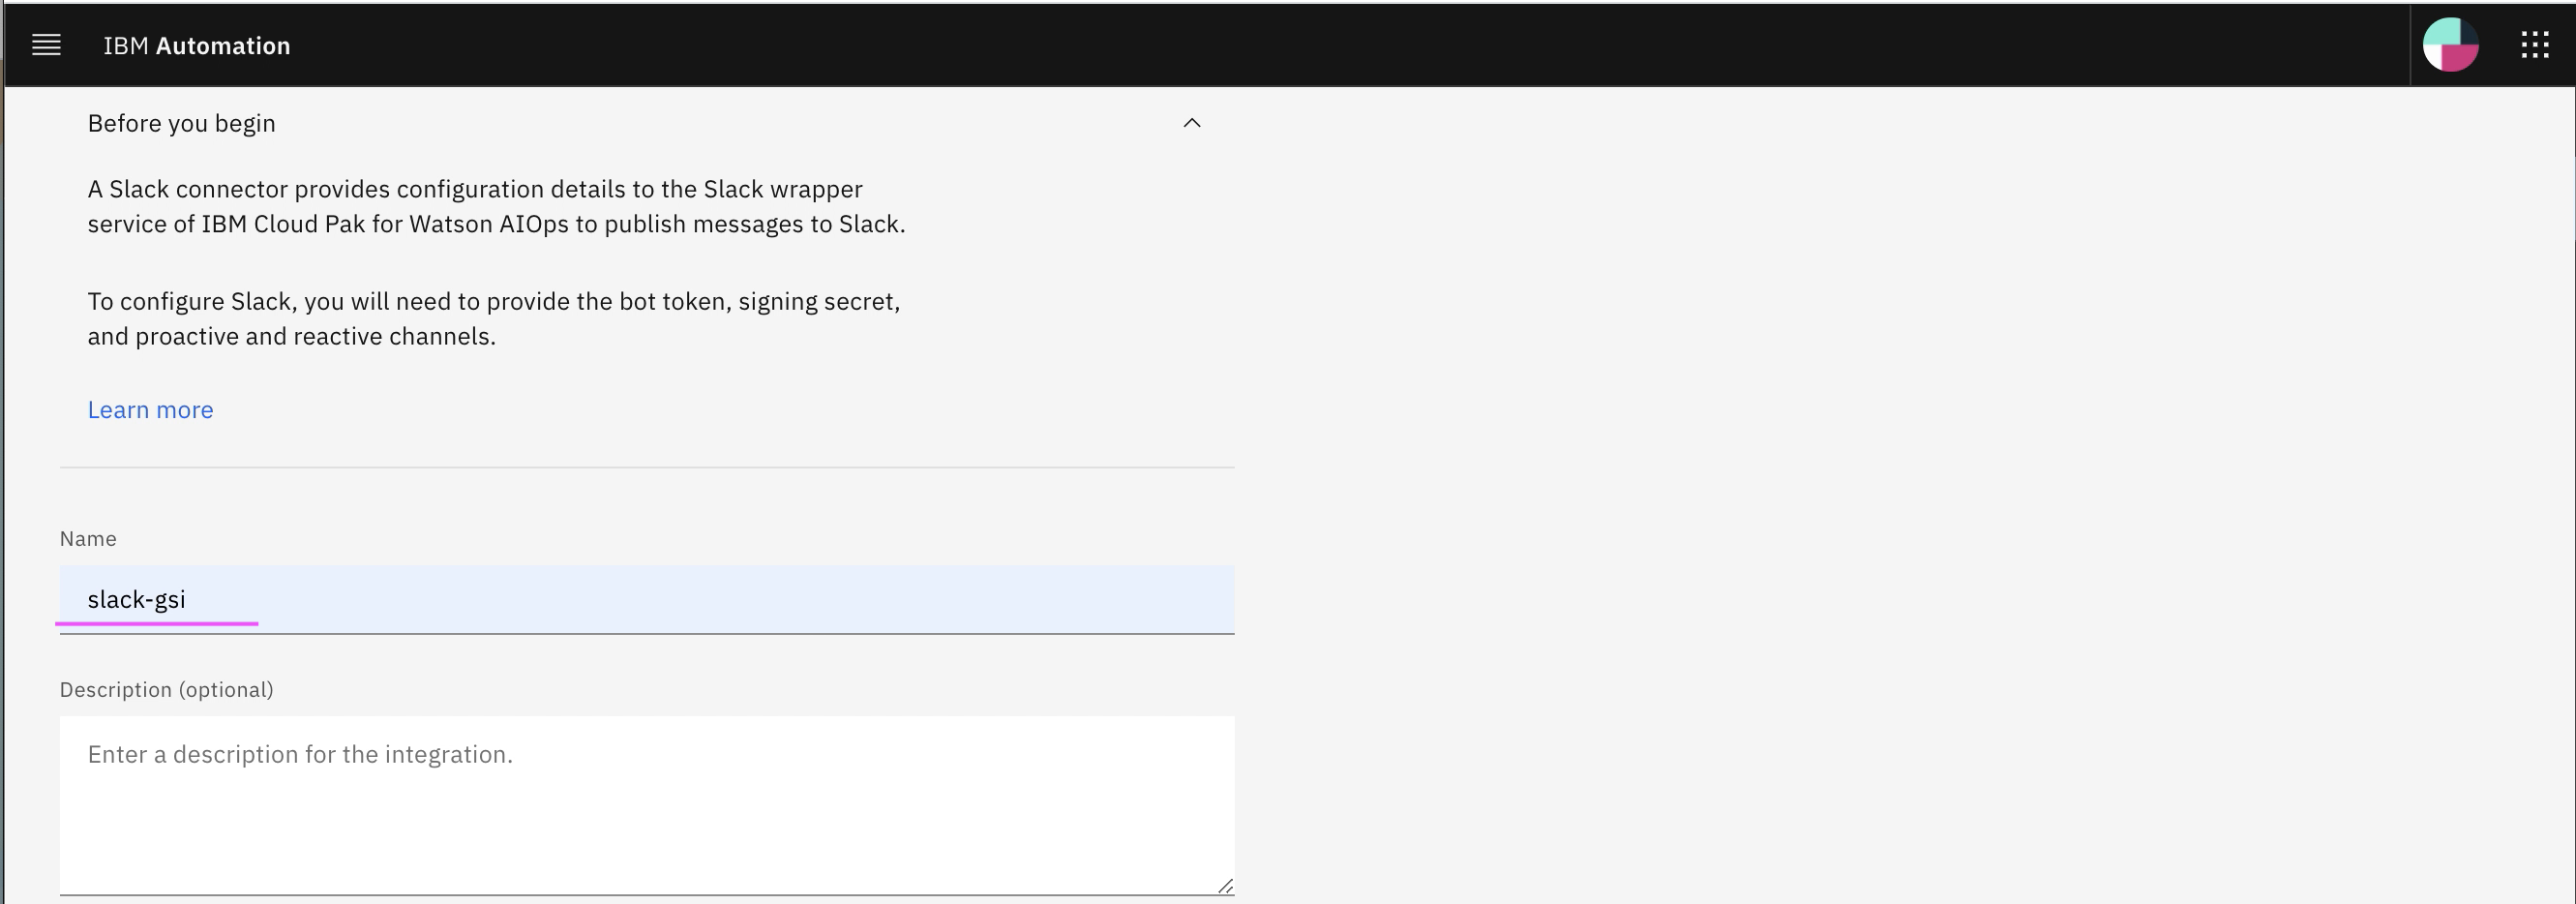 IBM Automation
Before you begin
A Slack connector provides configuration details to the Slack wrapper
service of IBM Cloud Pak for Watson AIOps to publish messages to Slack.
To configure Slack, you will need to provide the bot token, signing secret,
and proactive and reactive channels.
Learn more
Name
slack-gsi
Description (optional)
Enter a description for the integration.